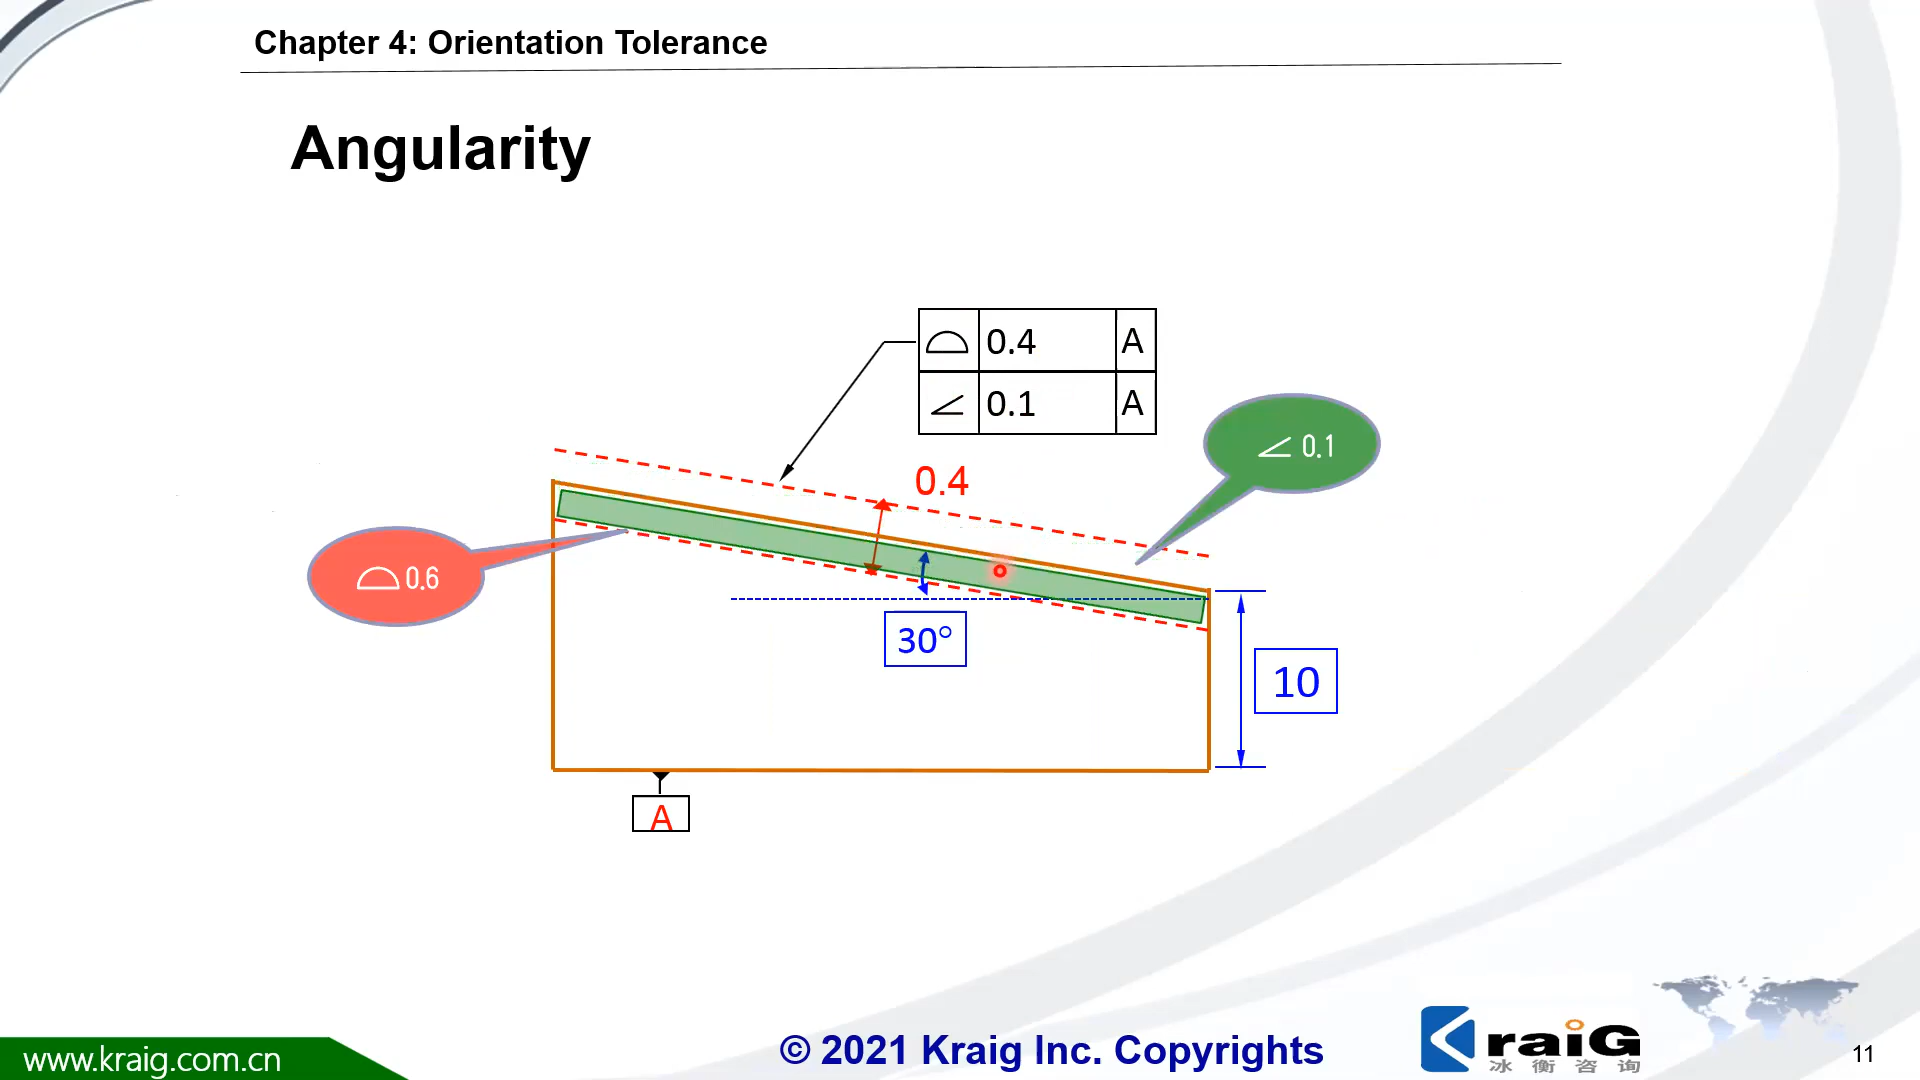 Chapter 4: Orientation Tolerance
Angularity
⌓ 0.4 A
∠ 0.1 A
0.4
∠ 0.1
⌓ 0.6
30°
10
A
www.kraig.com.cn
© 2021 Kraig Inc. Copyrights
KraiG
冰衡咨询
11